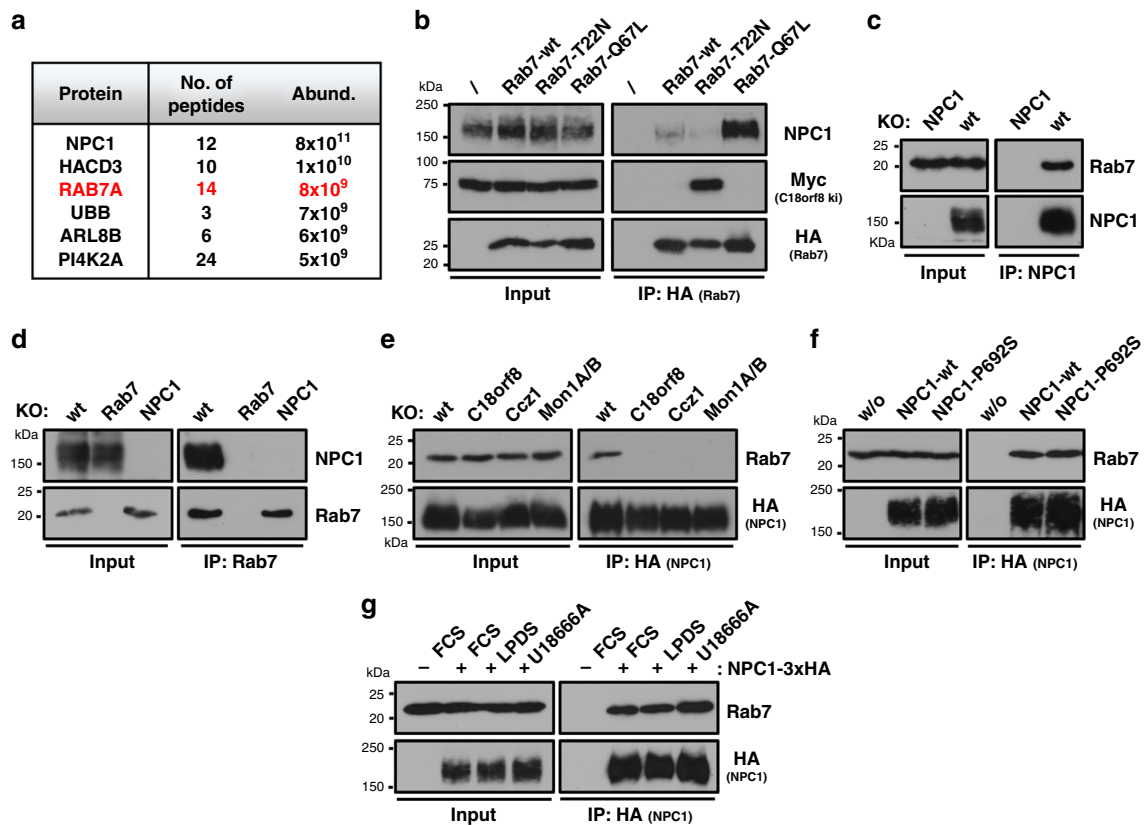 a
Protein No. of peptides Abund.
NPC1 12 8x10^11
HACD3 10 1x10^10
RAB7A 14 8x10^9
UBB 3 7x10^9
ARL8B 6 6x10^9
PI4K2A 24 5x10^9
b
/ Rab7-wt Rab7-T22N Rab7-Q67L / Rab7-wt Rab7-T22N Rab7-Q67L
kDa
250
150
NPC1
100
75
Myc
(C18orf8 ki)
25
20
HA
(Rab7)
Input IP: HA (Rab7)
c
KO: NPC1 wt NPC1 wt
25
20
Rab7
150
KDa
NPC1
Input IP: NPC1
d
KO: wt Rab7 NPC1 wt Rab7 NPC1
kDa
150
NPC1
25
20
Rab7
Input IP: Rab7
e
KO: wt C18orf8 Ccz1 Mon1A/B wt C18orf8 Ccz1 Mon1A/B
25
20
Rab7
150
kDa
HA
(NPC1)
Input IP: HA (NPC1)
f
w/o NPC1-wt NPC1-P692S w/o NPC1-wt NPC1-P692S
kDa
25
20
Rab7
250
150
HA
(NPC1)
Input IP: HA (NPC1)
g
FCS FCS LPDS U18666A FCS FCS LPDS U18666A
– + + + – + + + : NPC1-3xHA
kDa
25
20
Rab7
250
150
HA
(NPC1)
Input IP: HA (NPC1)